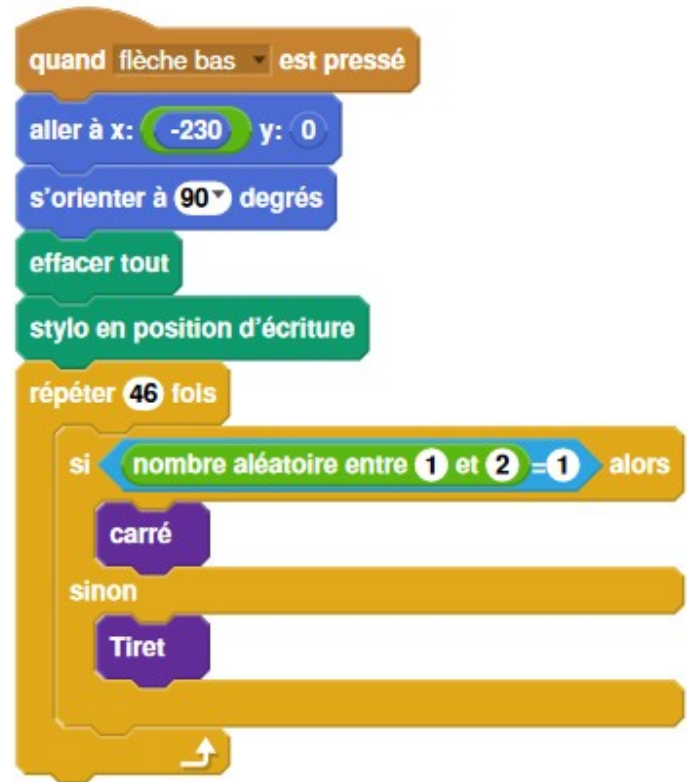 quand flèche bas est pressé
aller à x: -230 y: 0
s'orienter à 90 degrés
effacer tout
stylo en position d'écriture
répéter 46 fois
si nombre aléatoire entre 1 et 2 = 1 alors
carré
sinon
Tiret